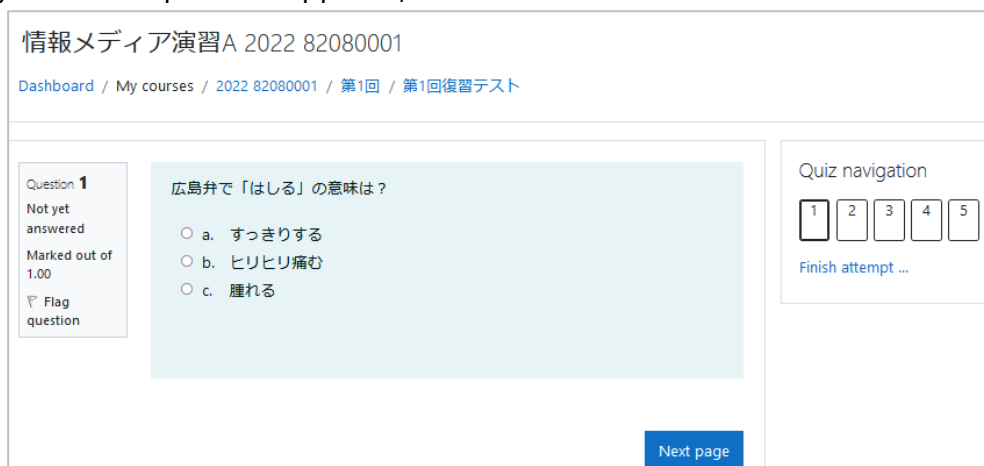 情報メディア演習A 2022 82080001
Dashboard / My courses / 2022 82080001 / 第1回 / 第1回復習テスト
Question 1
Not yet
answered
Marked out of
1.00
Flag
question
広島弁で「はしる」の意味は？
a. すっきりする
b. ヒリヒリ痛む
c. 腫れる
Next page
Quiz navigation
1 2 3 4 5
Finish attempt ...